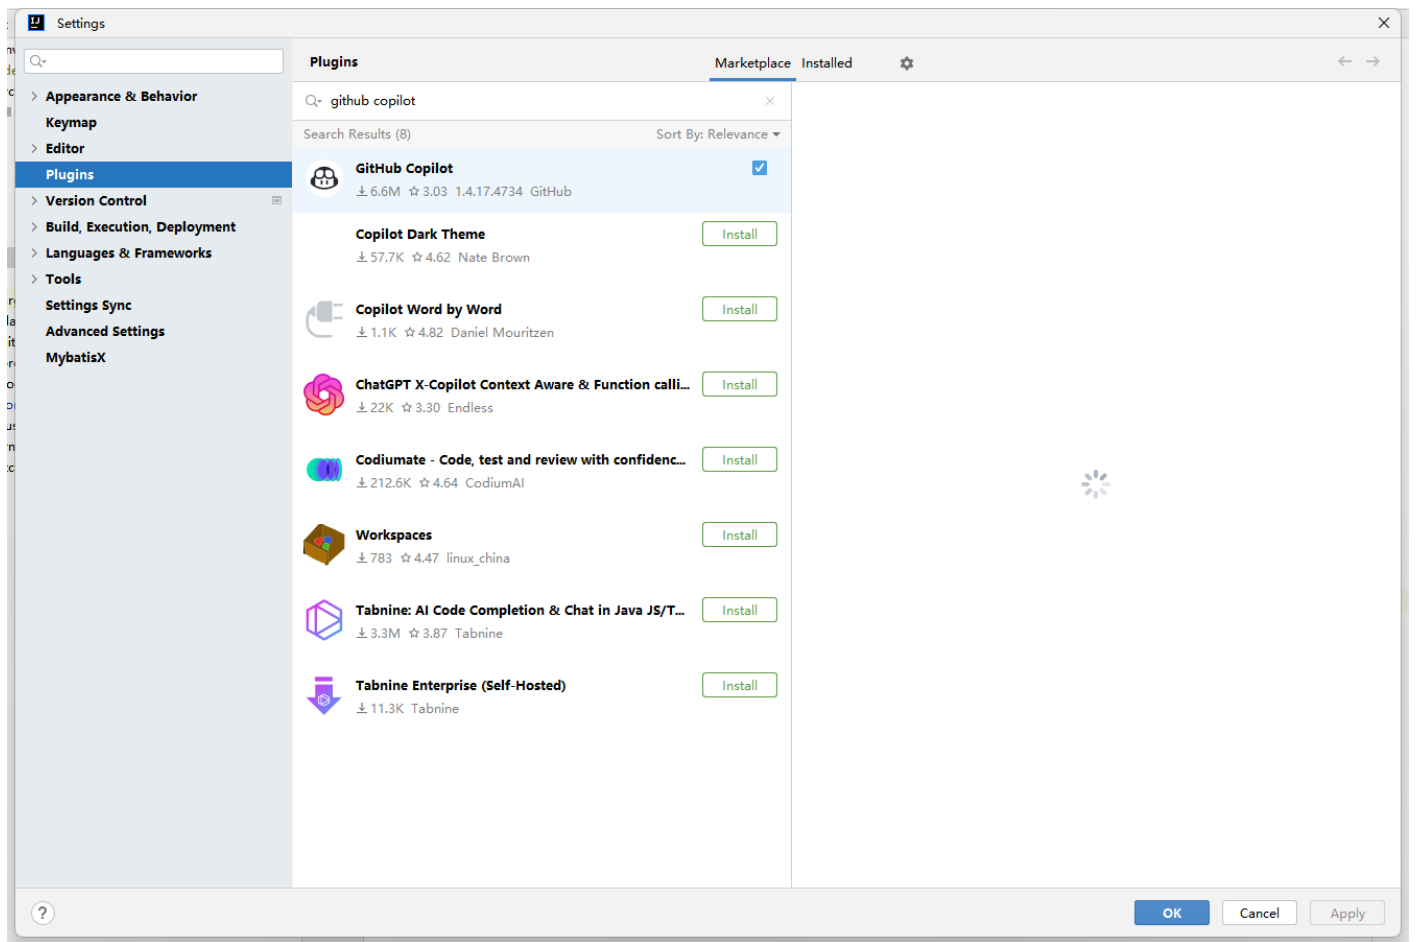 Settings
Plugins
Marketplace Installed
Appearance & Behavior
Keymap
Editor
Plugins
Version Control
Build, Execution, Deployment
Languages & Frameworks
Tools
Settings Sync
Advanced Settings
MybatisX
github copilot
Search Results (8) Sort By: Relevance
GitHub Copilot
6.6M 3.03 1.4.17.4734 GitHub
Copilot Dark Theme Install
57.7K 4.62 Nate Brown
Copilot Word by Word Install
1.1K 4.82 Daniel Mouritzen
ChatGPT X-Copilot Context Aware & Function calli... Install
22K 3.30 Endless
Codiumate - Code, test and review with confidenc... Install
212.6K 4.64 CodiumAI
Workspaces Install
783 4.47 linux_china
Tabnine: AI Code Completion & Chat in Java JS/T... Install
3.3M 3.87 Tabnine
Tabnine Enterprise (Self-Hosted) Install
11.3K Tabnine
? OK Cancel Apply